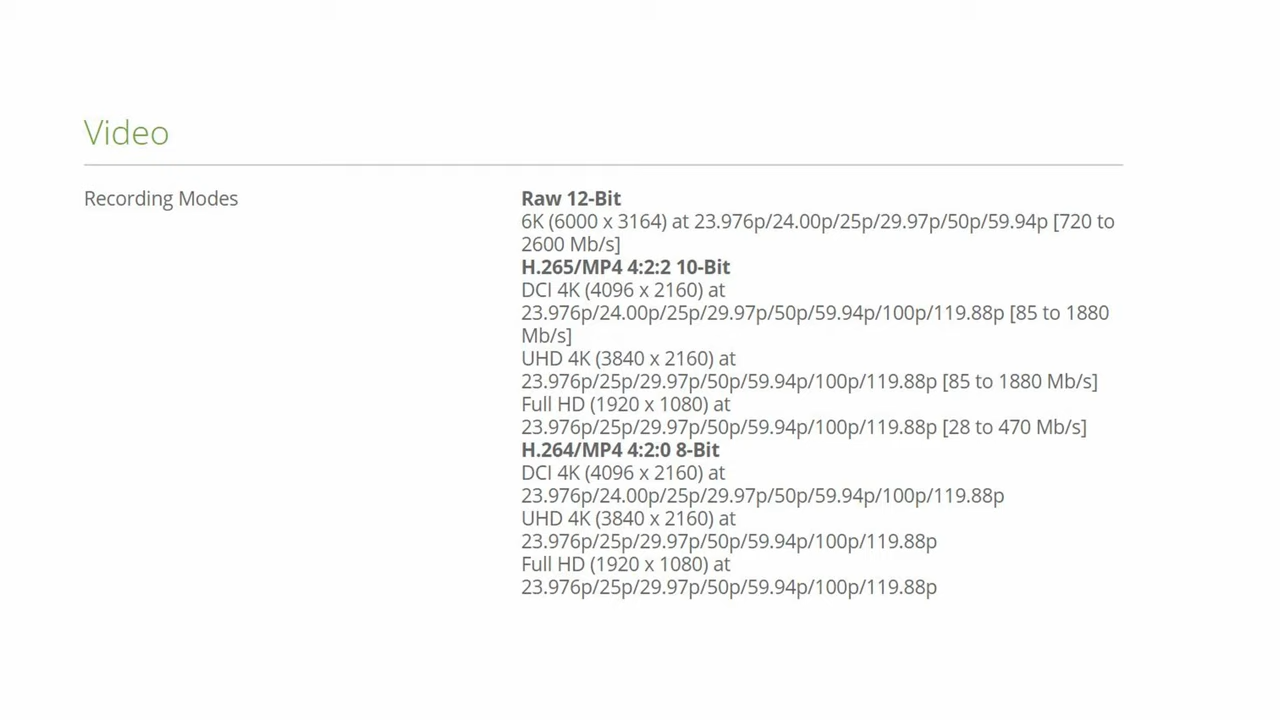 Video
Recording Modes
Raw 12-Bit
6K (6000 x 3164) at 23.976p/24.00p/25p/29.97p/50p/59.94p [720 to
2600 Mb/s]
H.265/MP4 4:2:2 10-Bit
DCI 4K (4096 x 2160) at
23.976p/24.00p/25p/29.97p/50p/59.94p/100p/119.88p [85 to 1880
Mb/s]
UHD 4K (3840 x 2160) at
23.976p/25p/29.97p/50p/59.94p/100p/119.88p [85 to 1880 Mb/s]
Full HD (1920 x 1080) at
23.976p/25p/29.97p/50p/59.94p/100p/119.88p [28 to 470 Mb/s]
H.264/MP4 4:2:0 8-Bit
DCI 4K (4096 x 2160) at
23.976p/24.00p/25p/29.97p/50p/59.94p/100p/119.88p
UHD 4K (3840 x 2160) at
23.976p/25p/29.97p/50p/59.94p/100p/119.88p
Full HD (1920 x 1080) at
23.976p/25p/29.97p/50p/59.94p/100p/119.88p